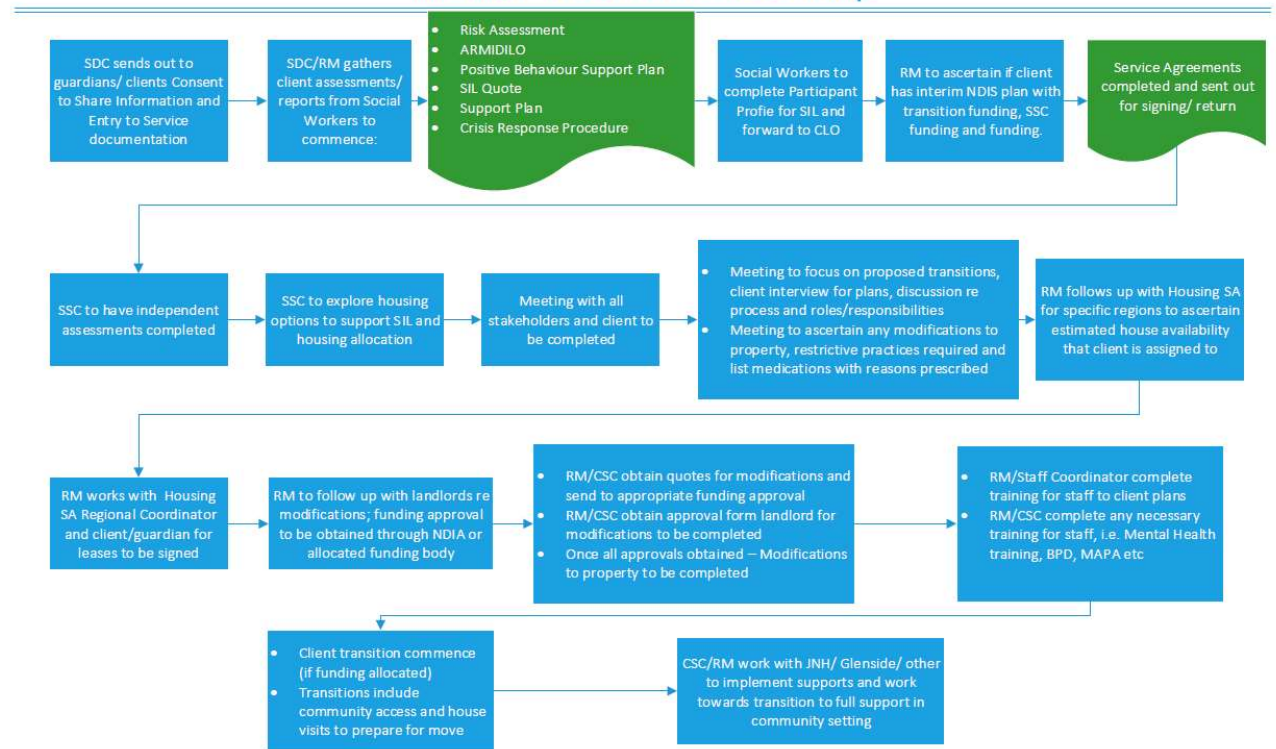 SDC sends out to
guardians/ clients Consent
to Share Information and
Entry to Service
documentation
SDC/RM gathers
client assessments/
reports from Social
Workers to
commence:
• Risk Assessment
• ARMIDILO
• Positive Behaviour Support Plan
• SIL Quote
• Support Plan
• Crisis Response Procedure
Social Workers to
complete Participant
Profie for SIL and
forward to CLO
RM to ascertain if client
has interim NDIS plan with
transition funding, SSC
funding and funding.
Service Agreements
completed and sent out
for signing/ return
SSC to have independent
assessments completed
SSC to explore housing
options to support SIL and
housing allocation
Meeting with all
stakeholders and client to
be completed
• Meeting to focus on proposed transitions,
client interview for plans, discussion re
process and roles/responsibilities
• Meeting to ascertain any modifications to
property, restrictive practices required and
list medications with reasons prescribed
RM follows up with Housing SA
for specific regions to ascertain
estimated house availability
that client is assigned to
RM works with Housing
SA Regional Coordinator
and client/guardian for
leases to be signed
RM to follow up with landlords re
modifications; funding approval
to be obtained through NDIA or
allocated funding body
• RM/CSC obtain quotes for modifications and
send to appropriate funding approval
• RM/CSC obtain approval form landlord for
modifications to be completed
• Once all approvals obtained – Modifications
to property to be completed
• RM/Staff Coordinator complete
training for staff to client plans
• RM/CSC complete any necessary
training for staff, i.e. Mental Health
training, BPD, MAPA etc
• Client transition commence
(if funding allocated)
• Transitions include
community access and house
visits to prepare for move
CSC/RM work with JNH/ Glenside/ other
to implement supports and work
towards transition to full support in
community setting